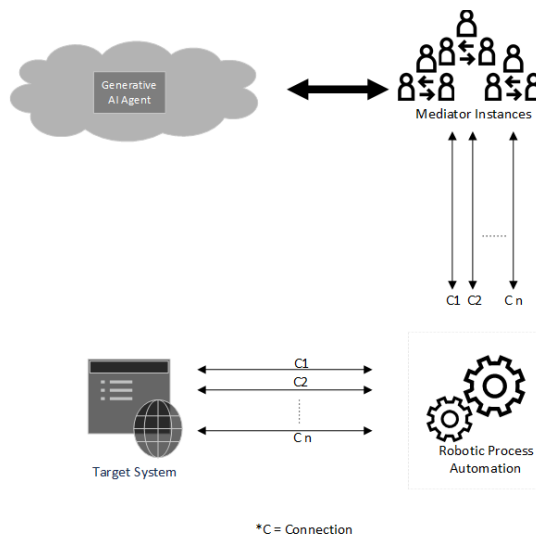 Generative
AI Agent
Mediator Instances
C1 C2 C n
C1
C2
C n
Target System
Robotic Process
Automation
*C = Connection